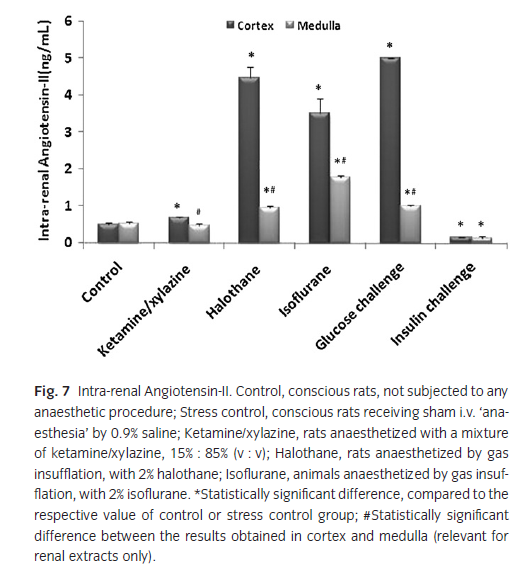 Intra-renal Angiotensin-II(ng/mL)
6
5
4
3
2
1
0
Cortex Medulla
*
#
*
*#
*
*#
*
*#
* *
Control
Ketamine/xylazine
Halothane
Isoflurane
Glucose challenge
Insulin challenge
Fig. 7 Intra-renal Angiotensin-II. Control, conscious rats, not subjected to any
anaesthetic procedure; Stress control, conscious rats receiving sham i.v. ‘ana-
esthesia’ by 0.9% saline; Ketamine/xylazine, rats anaesthetized with a mixture
of ketamine/xylazine, 15% : 85% (v : v); Halothane, rats anaesthetized by gas
insufflation, with 2% halothane; Isoflurane, animals anaesthetized by gas insuf-
flation, with 2% isoflurane. *Statistically significant difference, compared to the
respective value of control or stress control group; #Statistically significant
difference between the results obtained in cortex and medulla (relevant for
renal extracts only).